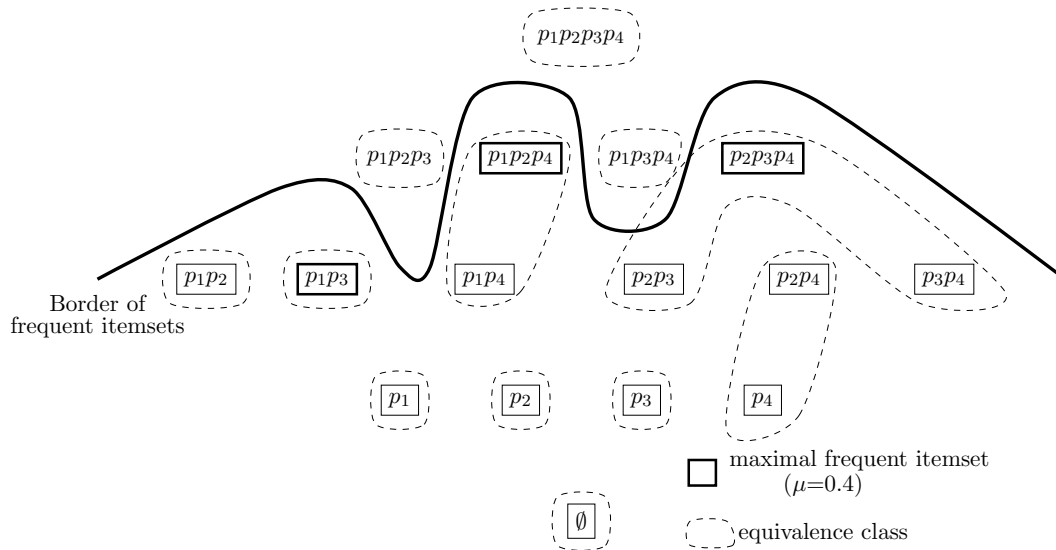 p₁p₂p₃p₄
p₁p₂p₃ p₁p₂p₄ p₁p₃p₄ p₂p₃p₄
p₁p₂ p₁p₃ p₁p₄ p₂p₃ p₂p₄ p₃p₄
Border of
frequent itemsets
p₁ p₂ p₃ p₄
maximal frequent itemset
(μ=0.4)
∅
equivalence class